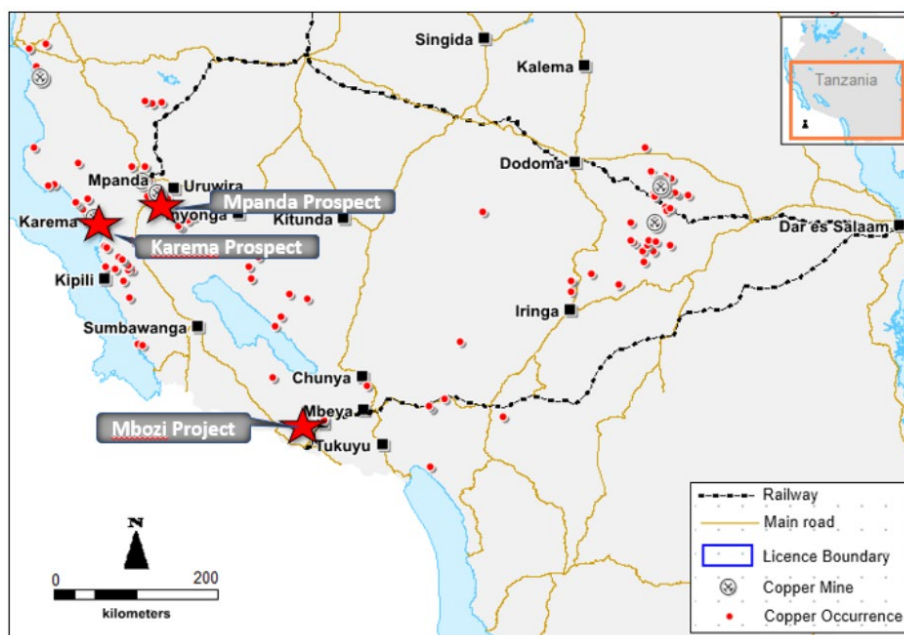 Singida
Kalema
Tanzania
Dodoma
Mpanda
Uruwira
Mpanda Prospect
nyonga
Kitunda
Karema
Karema Prospect
Dar es Salaam
Kipili
Iringa
Sumbawanga
Chunya
Mbeya
Mbozi Project
Tukuyu
N
0 200
kilometers
Railway
Main road
Licence Boundary
Copper Mine
Copper Occurrence